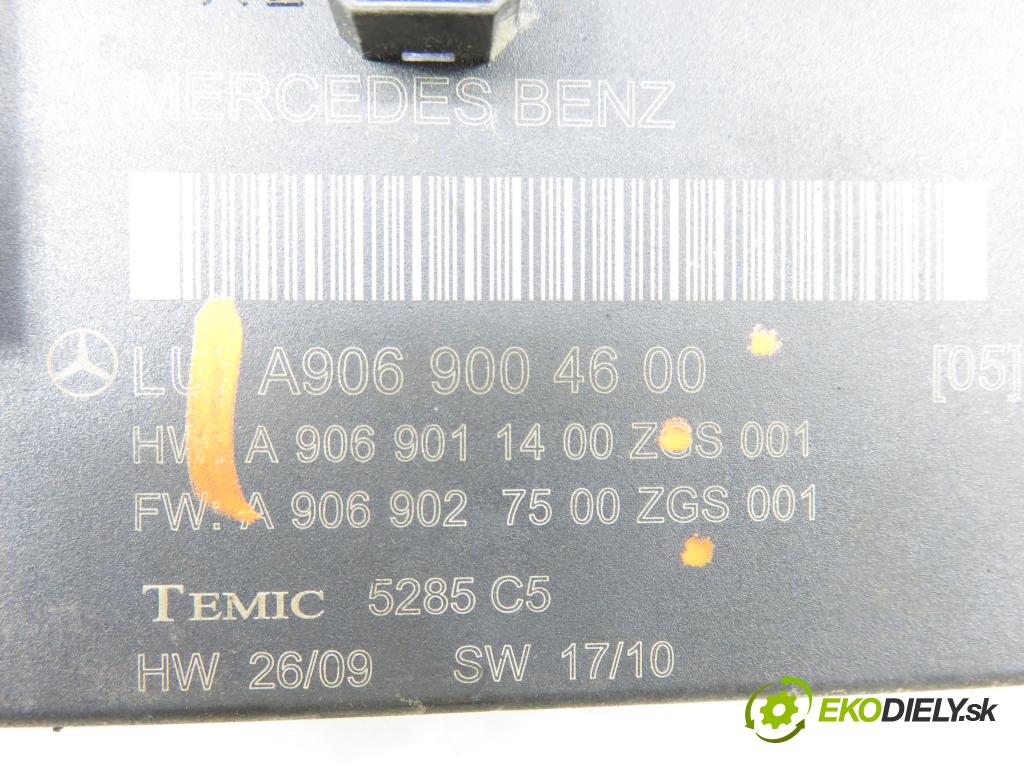 MERCEDES BENZ
A906 900 46 00 [05]
A 906 901 14 00 ZGS 001
FW: A 906 902 75 00 ZGS 001
TEMIC 5285 C5
HW 26/09 SW 17/10
EKODIELY.sk